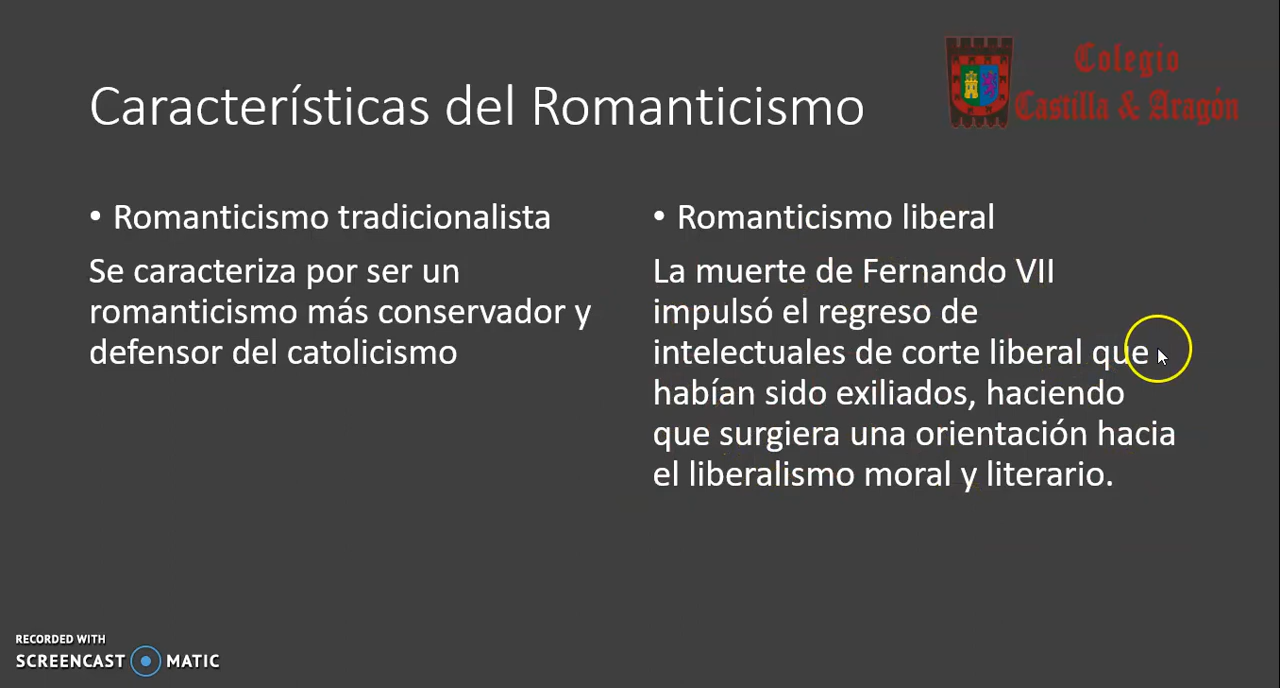 Colegio
Castilla & Aragón
Características del Romanticismo
• Romanticismo tradicionalista
Se caracteriza por ser un
romanticismo más conservador y
defensor del catolicismo
• Romanticismo liberal
La muerte de Fernando VII
impulsó el regreso de
intelectuales de corte liberal que
habían sido exiliados, haciendo
que surgiera una orientación hacia
el liberalismo moral y literario.
RECORDED WITH
SCREENCAST MATIC